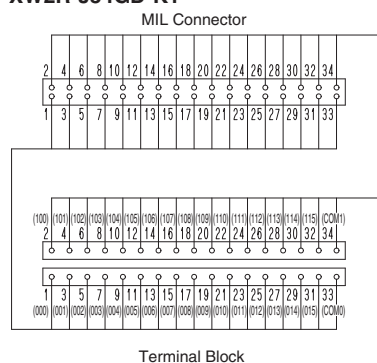 MIL Connector
2 4 6 8 10 12 14 16 18 20 22 24 26 28 30 32 34
1 3 5 7 9 11 13 15 17 19 21 23 25 27 29 31 33
(100) (101) (102) (103) (104) (105) (106) (107) (108) (109) (110) (111) (112) (113) (114) (115) (COM1)
2 4 6 8 10 12 14 16 18 20 22 24 26 28 30 32 34
1 3 5 7 9 11 13 15 17 19 21 23 25 27 29 31 33
(000) (001) (002) (003) (004) (005) (006) (007) (008) (009) (010) (011) (012) (013) (014) (015) (COM0)
Terminal Block